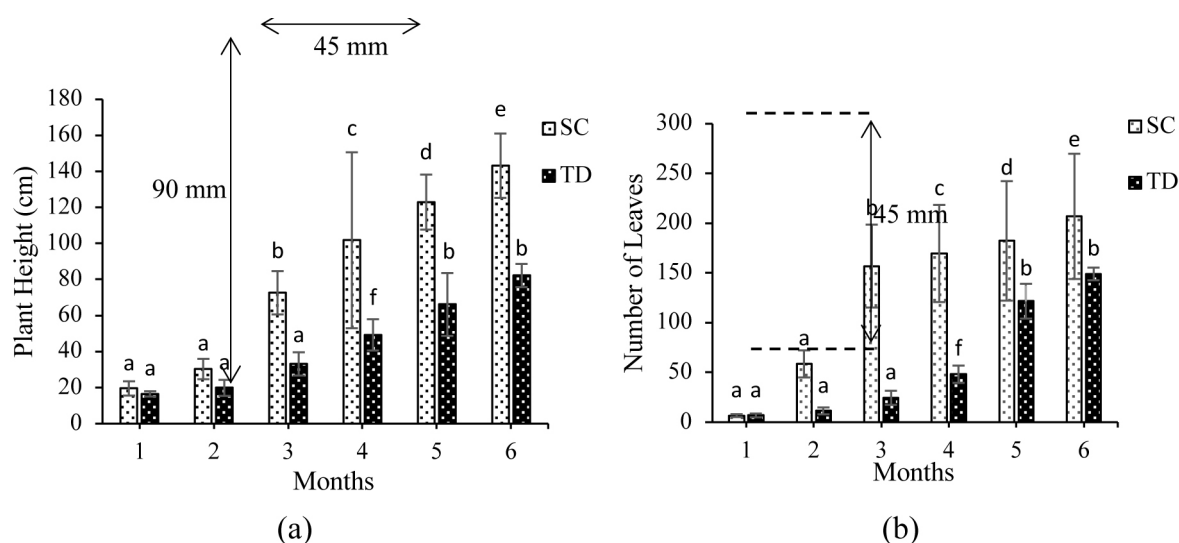 45 mm
90 mm
180
160
140
120
100
80
60
40
20
0
Plant Height (cm)
a a a a b a c f d b e b
1 2 3 4 5 6
Months
SC
TD
(a)
300
250
200
150
100
50
0
Number of Leaves
45 mm
a a a a b a c f d b e b
1 2 3 4 5 6
Months
SC
TD
(b)